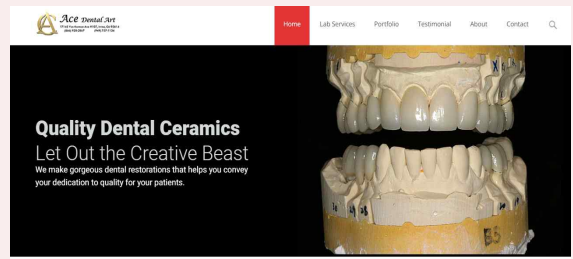 Ace Dental Art
Home
Lab Services
Portfolio
Testimonial
About
Contact
Quality Dental Ceramics
Let Out the Creative Beast
We make gorgeous dental restorations that helps you convey
your dedication to quality for your patients.
X